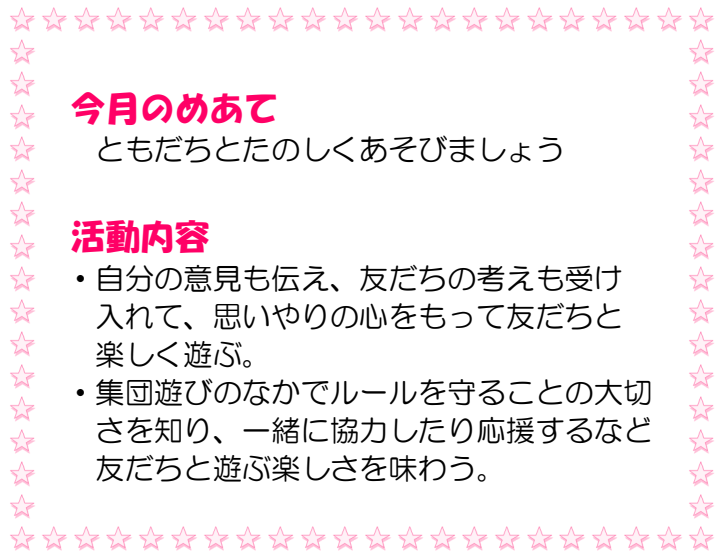 今月のめあて
ともだちとたのしくあそびましょう
活動内容
・自分の意見も伝え、友だちの考えも受け
入れて、思いやりの心をもって友だちと
楽しく遊ぶ。
・集団遊びのなかでルールを守ることの大切
さを知り、一緒に協力したり応援するなど
友だちと遊ぶ楽しさを味わう。